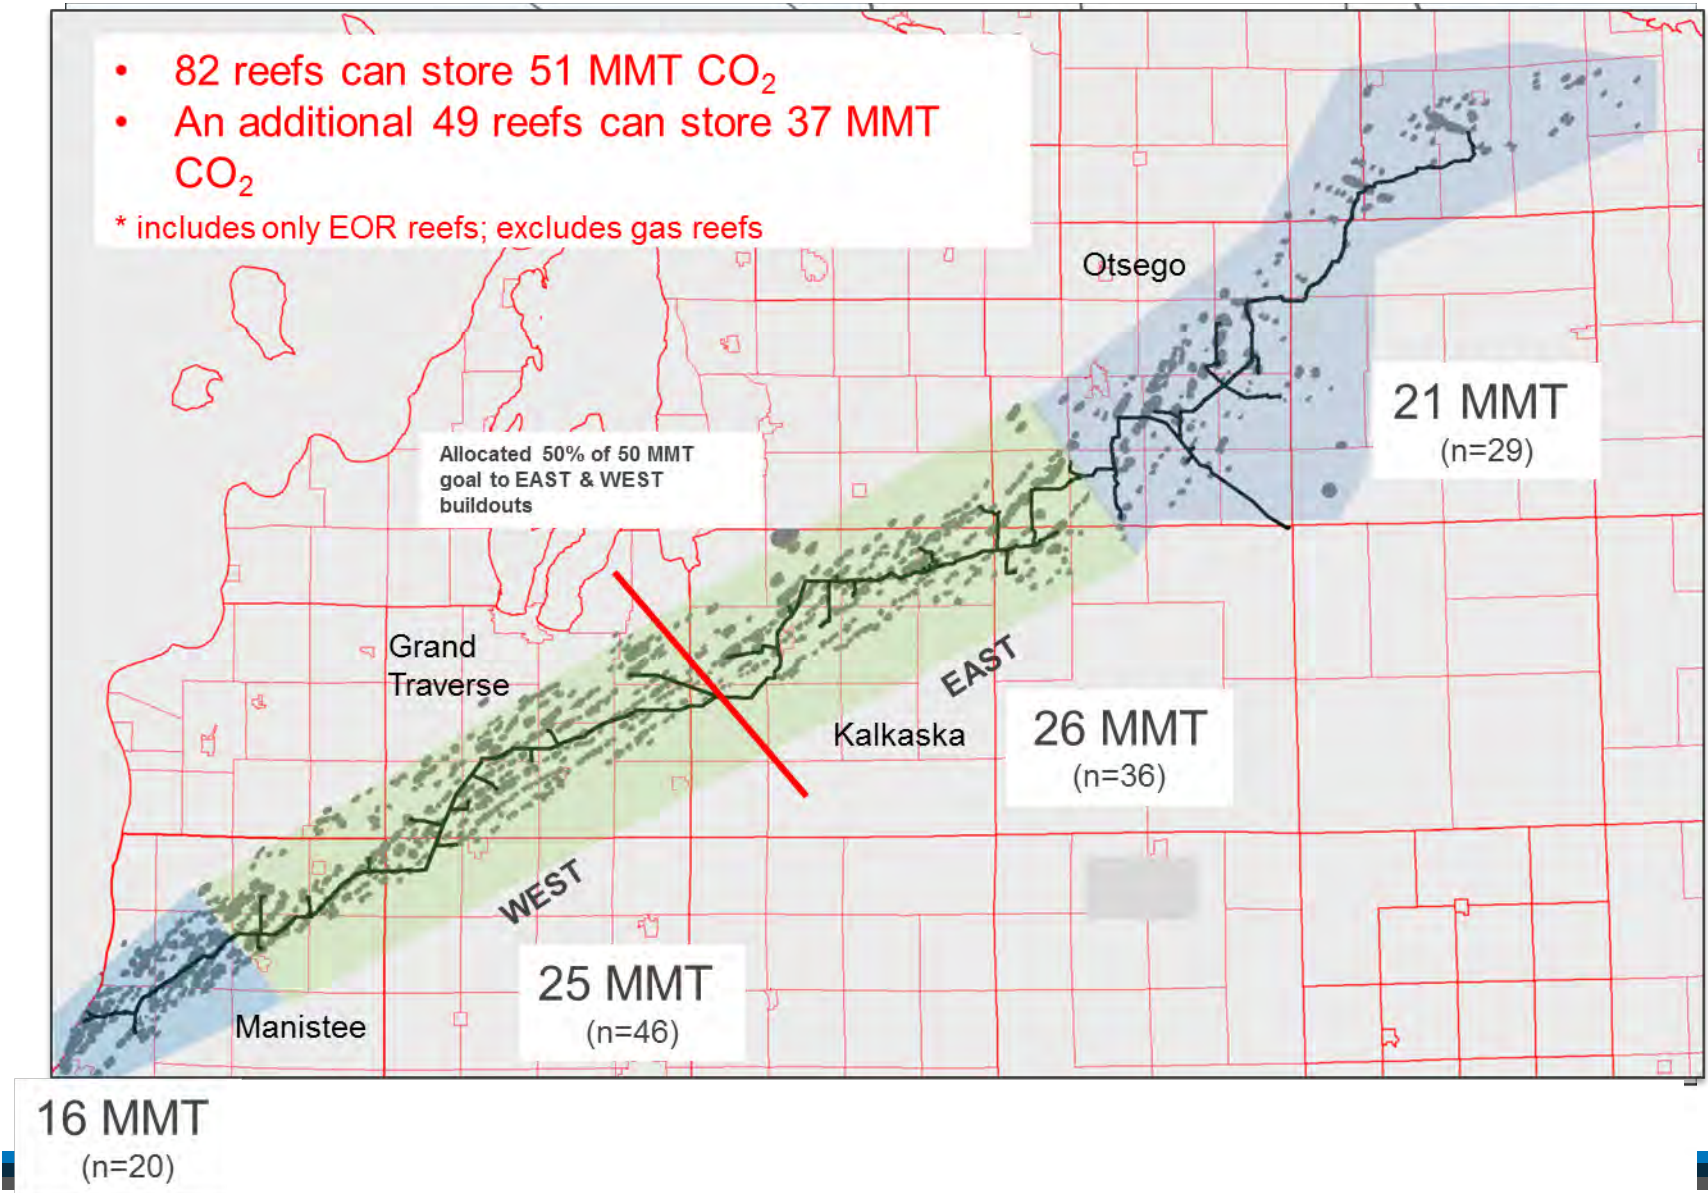 • 82 reefs can store 51 MMT CO₂
• An additional 49 reefs can store 37 MMT
CO₂
* includes only EOR reefs; excludes gas reefs
Otsego
21 MMT
(n=29)
Allocated 50% of 50 MMT
goal to EAST & WEST
buildouts
Grand
Traverse
EAST
Kalkaska
26 MMT
(n=36)
WEST
25 MMT
(n=46)
Manistee
16 MMT
(n=20)